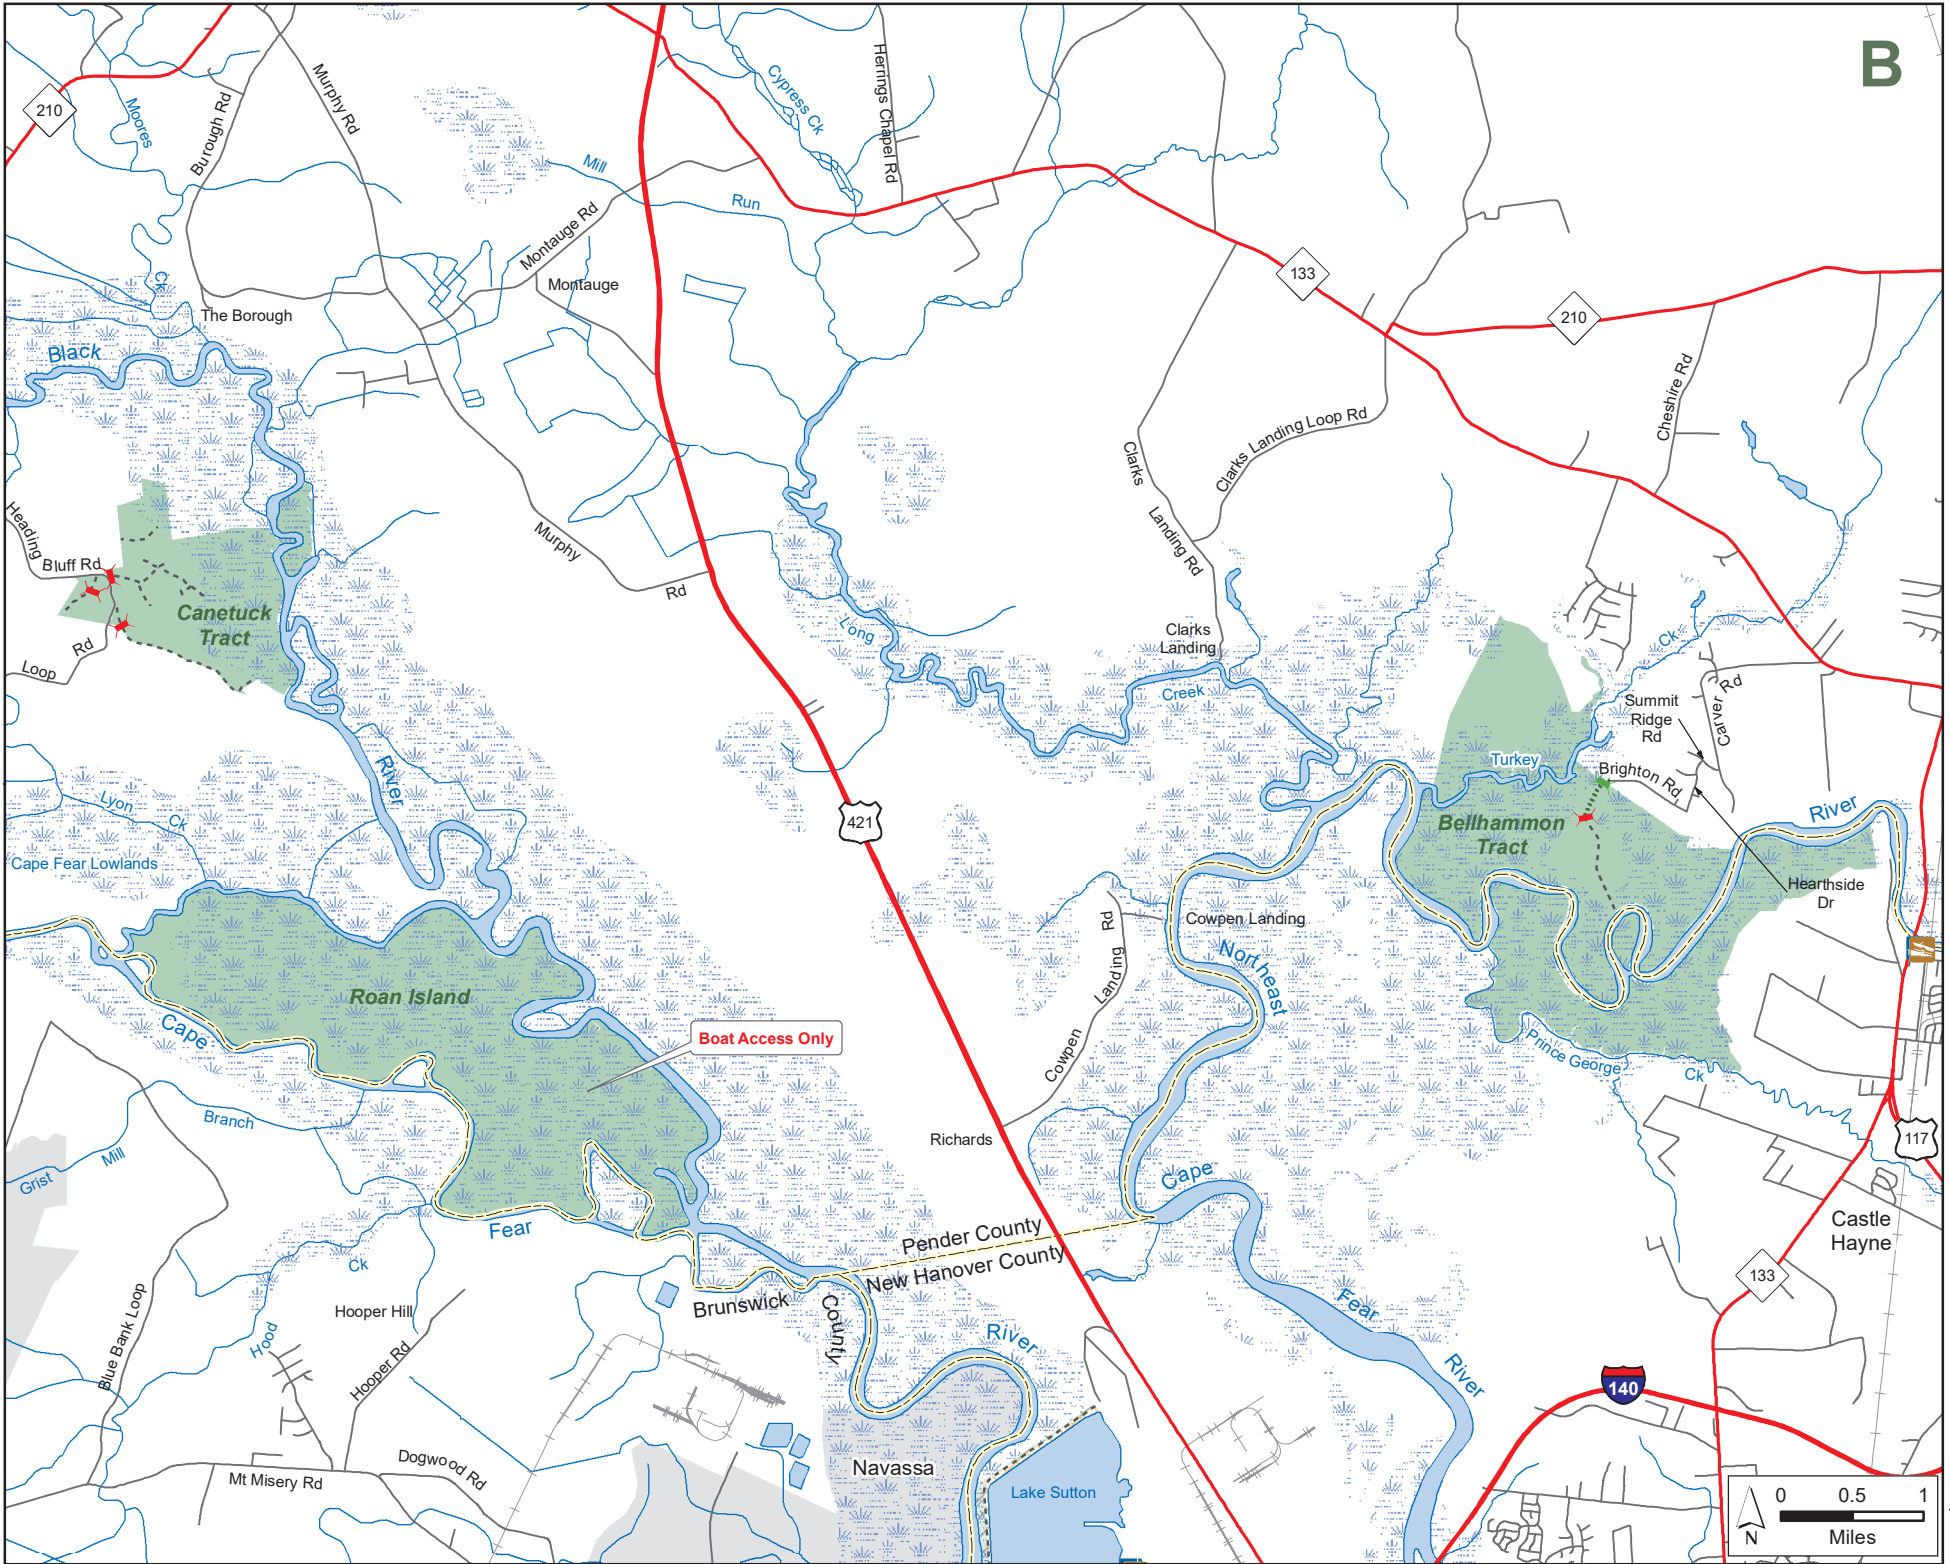 B
210
Moores
Ck
Burough Rd
Murphy Rd
Mill
Run
Cypress Ck
Herrings Chapel Rd
Montauge Rd
Montauge
133
210
The Borough
Black
Cheshire Rd
Clarks Landing Loop Rd
Clarks
Landing Rd
Heading
Bluff Rd
Murphy
Rd
Canetuck
Tract
Loop
Rd
Long
Creek
Clarks
Landing
Ck
Summit
Ridge
Rd
Carver Rd
River
Turkey
Brighton Rd
Lyon
Ck
421
Bellhammon
Tract
River
Cape Fear Lowlands
Hearthside
Dr
Cowpen Landing
Northeast
Cowpen
Landing
Rd
Roan Island
Cape
Boat Access Only
Prince George
Ck
Branch
Mill
Grist
Richards
117
Cape
Fear
Pender County
New Hanover County
Castle
Hayne
Ck
Hood
Hooper Hill
Brunswick
County
133
Fear
River
River
Blue Bank Loop
Hooper Rd
140
Mt Misery Rd
Dogwood Rd
Navassa
Lake Sutton
N
0 0.5 1
Miles